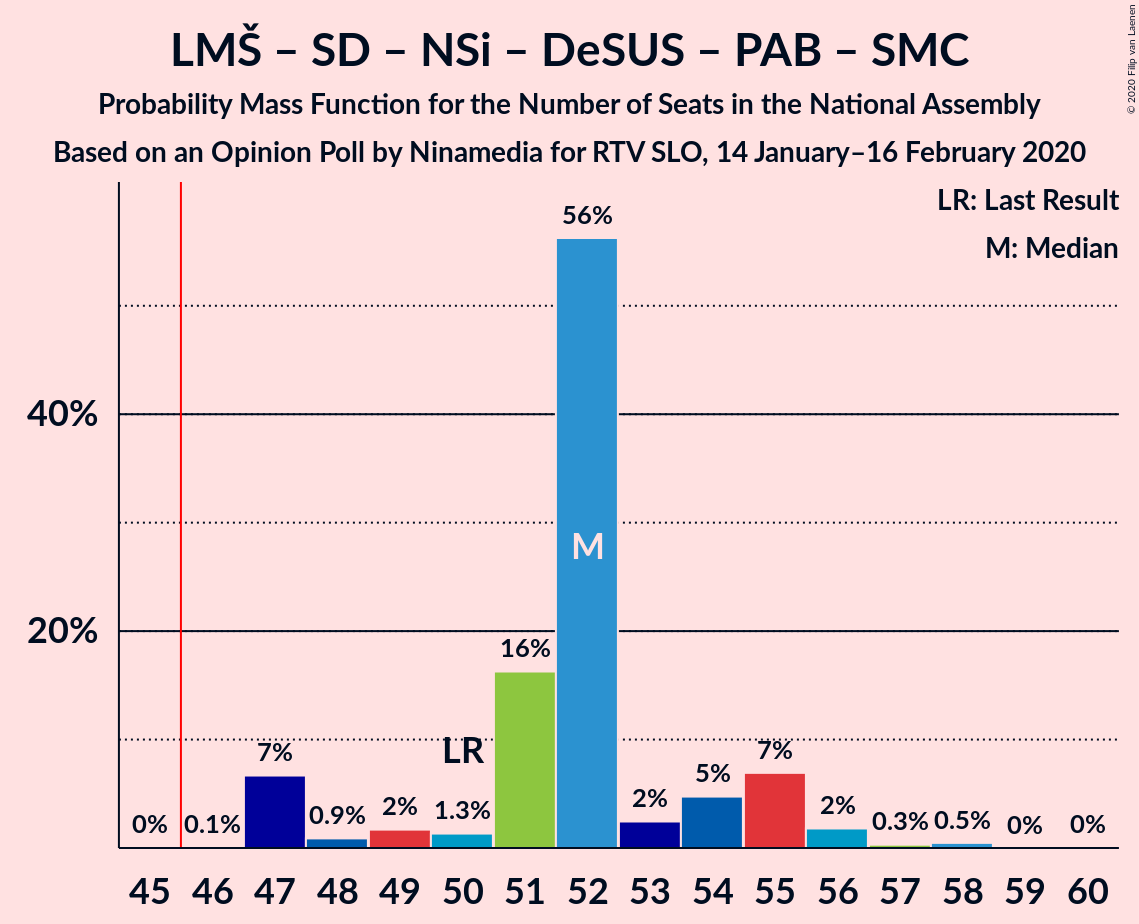 LMŠ – SD – NSi – DeSUS – PAB – SMC
Probability Mass Function for the Number of Seats in the National Assembly
Based on an Opinion Poll by Ninamedia for RTV SLO, 14 January–16 February 2020
© 2020 Filip van Laenen
LR: Last Result
M: Median
56%
40%
M
20%
16%
LR
7%
7%
5%
0%
0.1%
0.9%
2%
1.3%
2%
2%
0.3%
0.5%
0%
0%
45 46 47 48 49 50 51 52 53 54 55 56 57 58 59 60